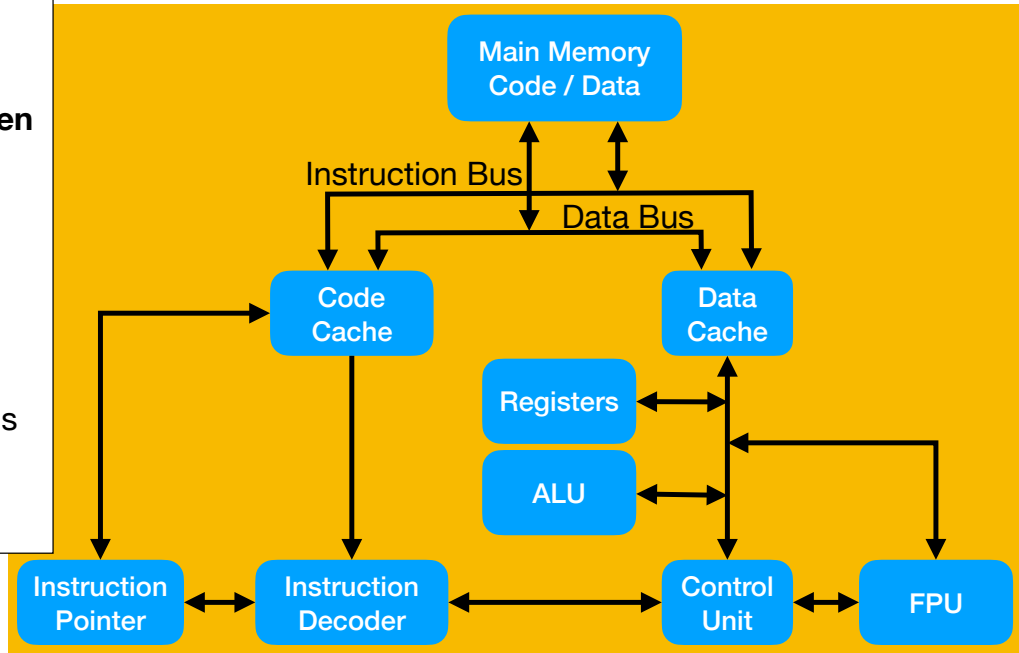 Main Memory
Code / Data
en
Instruction Bus
Data Bus
Code
Cache
Data
Cache
Registers
s
ALU
Instruction
Pointer
Instruction
Decoder
Control
Unit
FPU